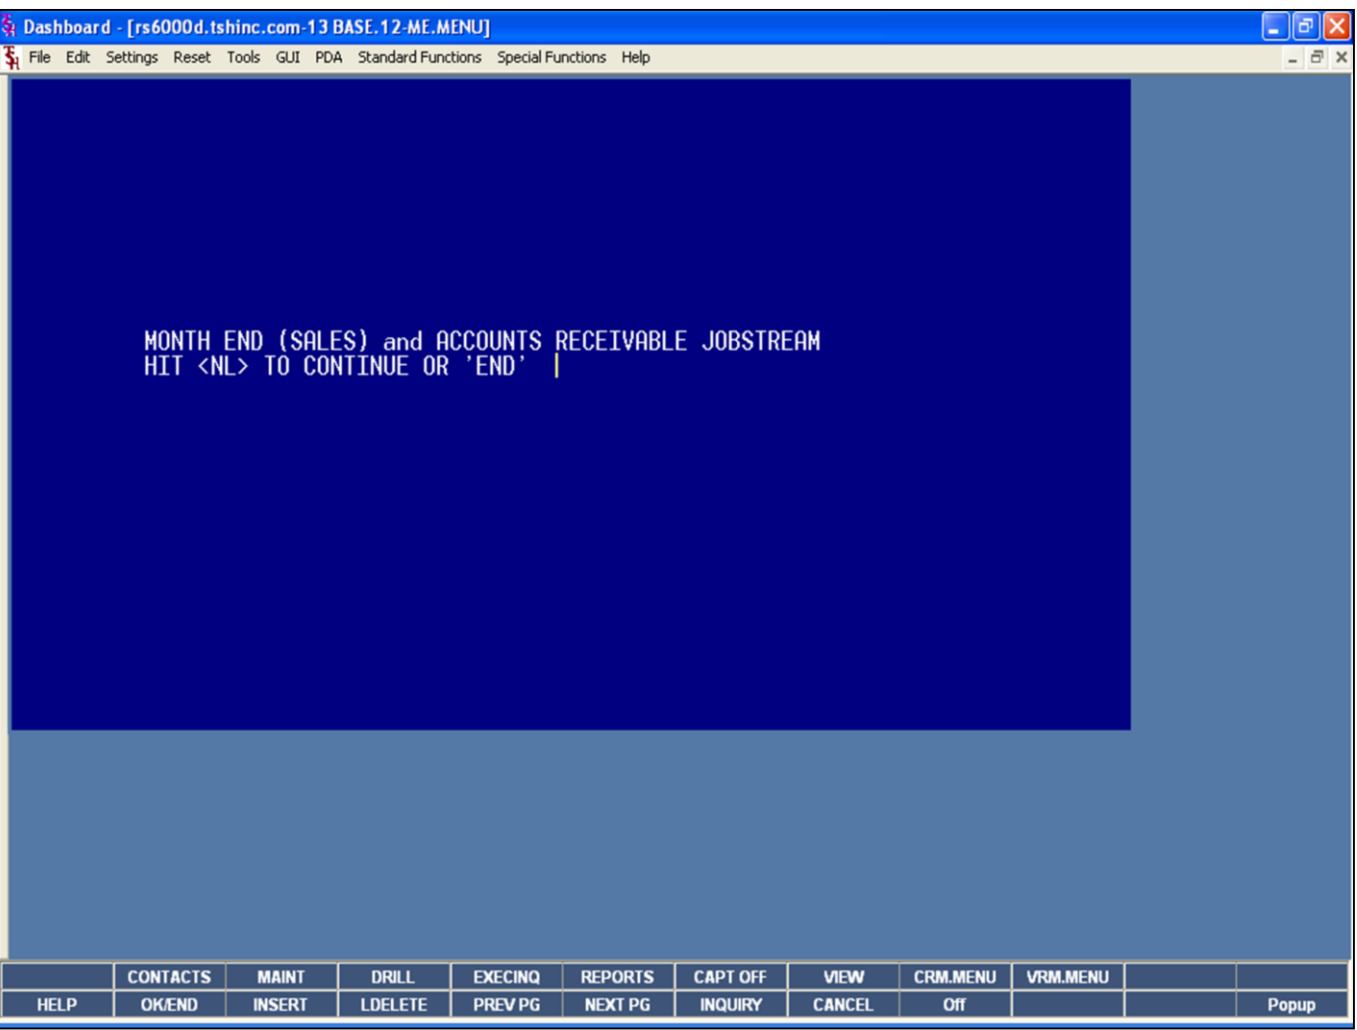 Dashboard - [rs6000d.tshinc.com-13 BASE.12-ME.MENU]
File Edit Settings Reset Tools GUI PDA Standard Functions Special Functions Help
MONTH END (SALES) and ACCOUNTS RECEIVABLE JOBSTREAM
HIT <NL> TO CONTINUE OR 'END'
CONTACTS MAINT DRILL EXECINQ REPORTS CAPT OFF VIEW CRM.MENU VRM.MENU
HELP OK/END INSERT LDELETE PREV PG NEXT PG INQUIRY CANCEL Off Popup